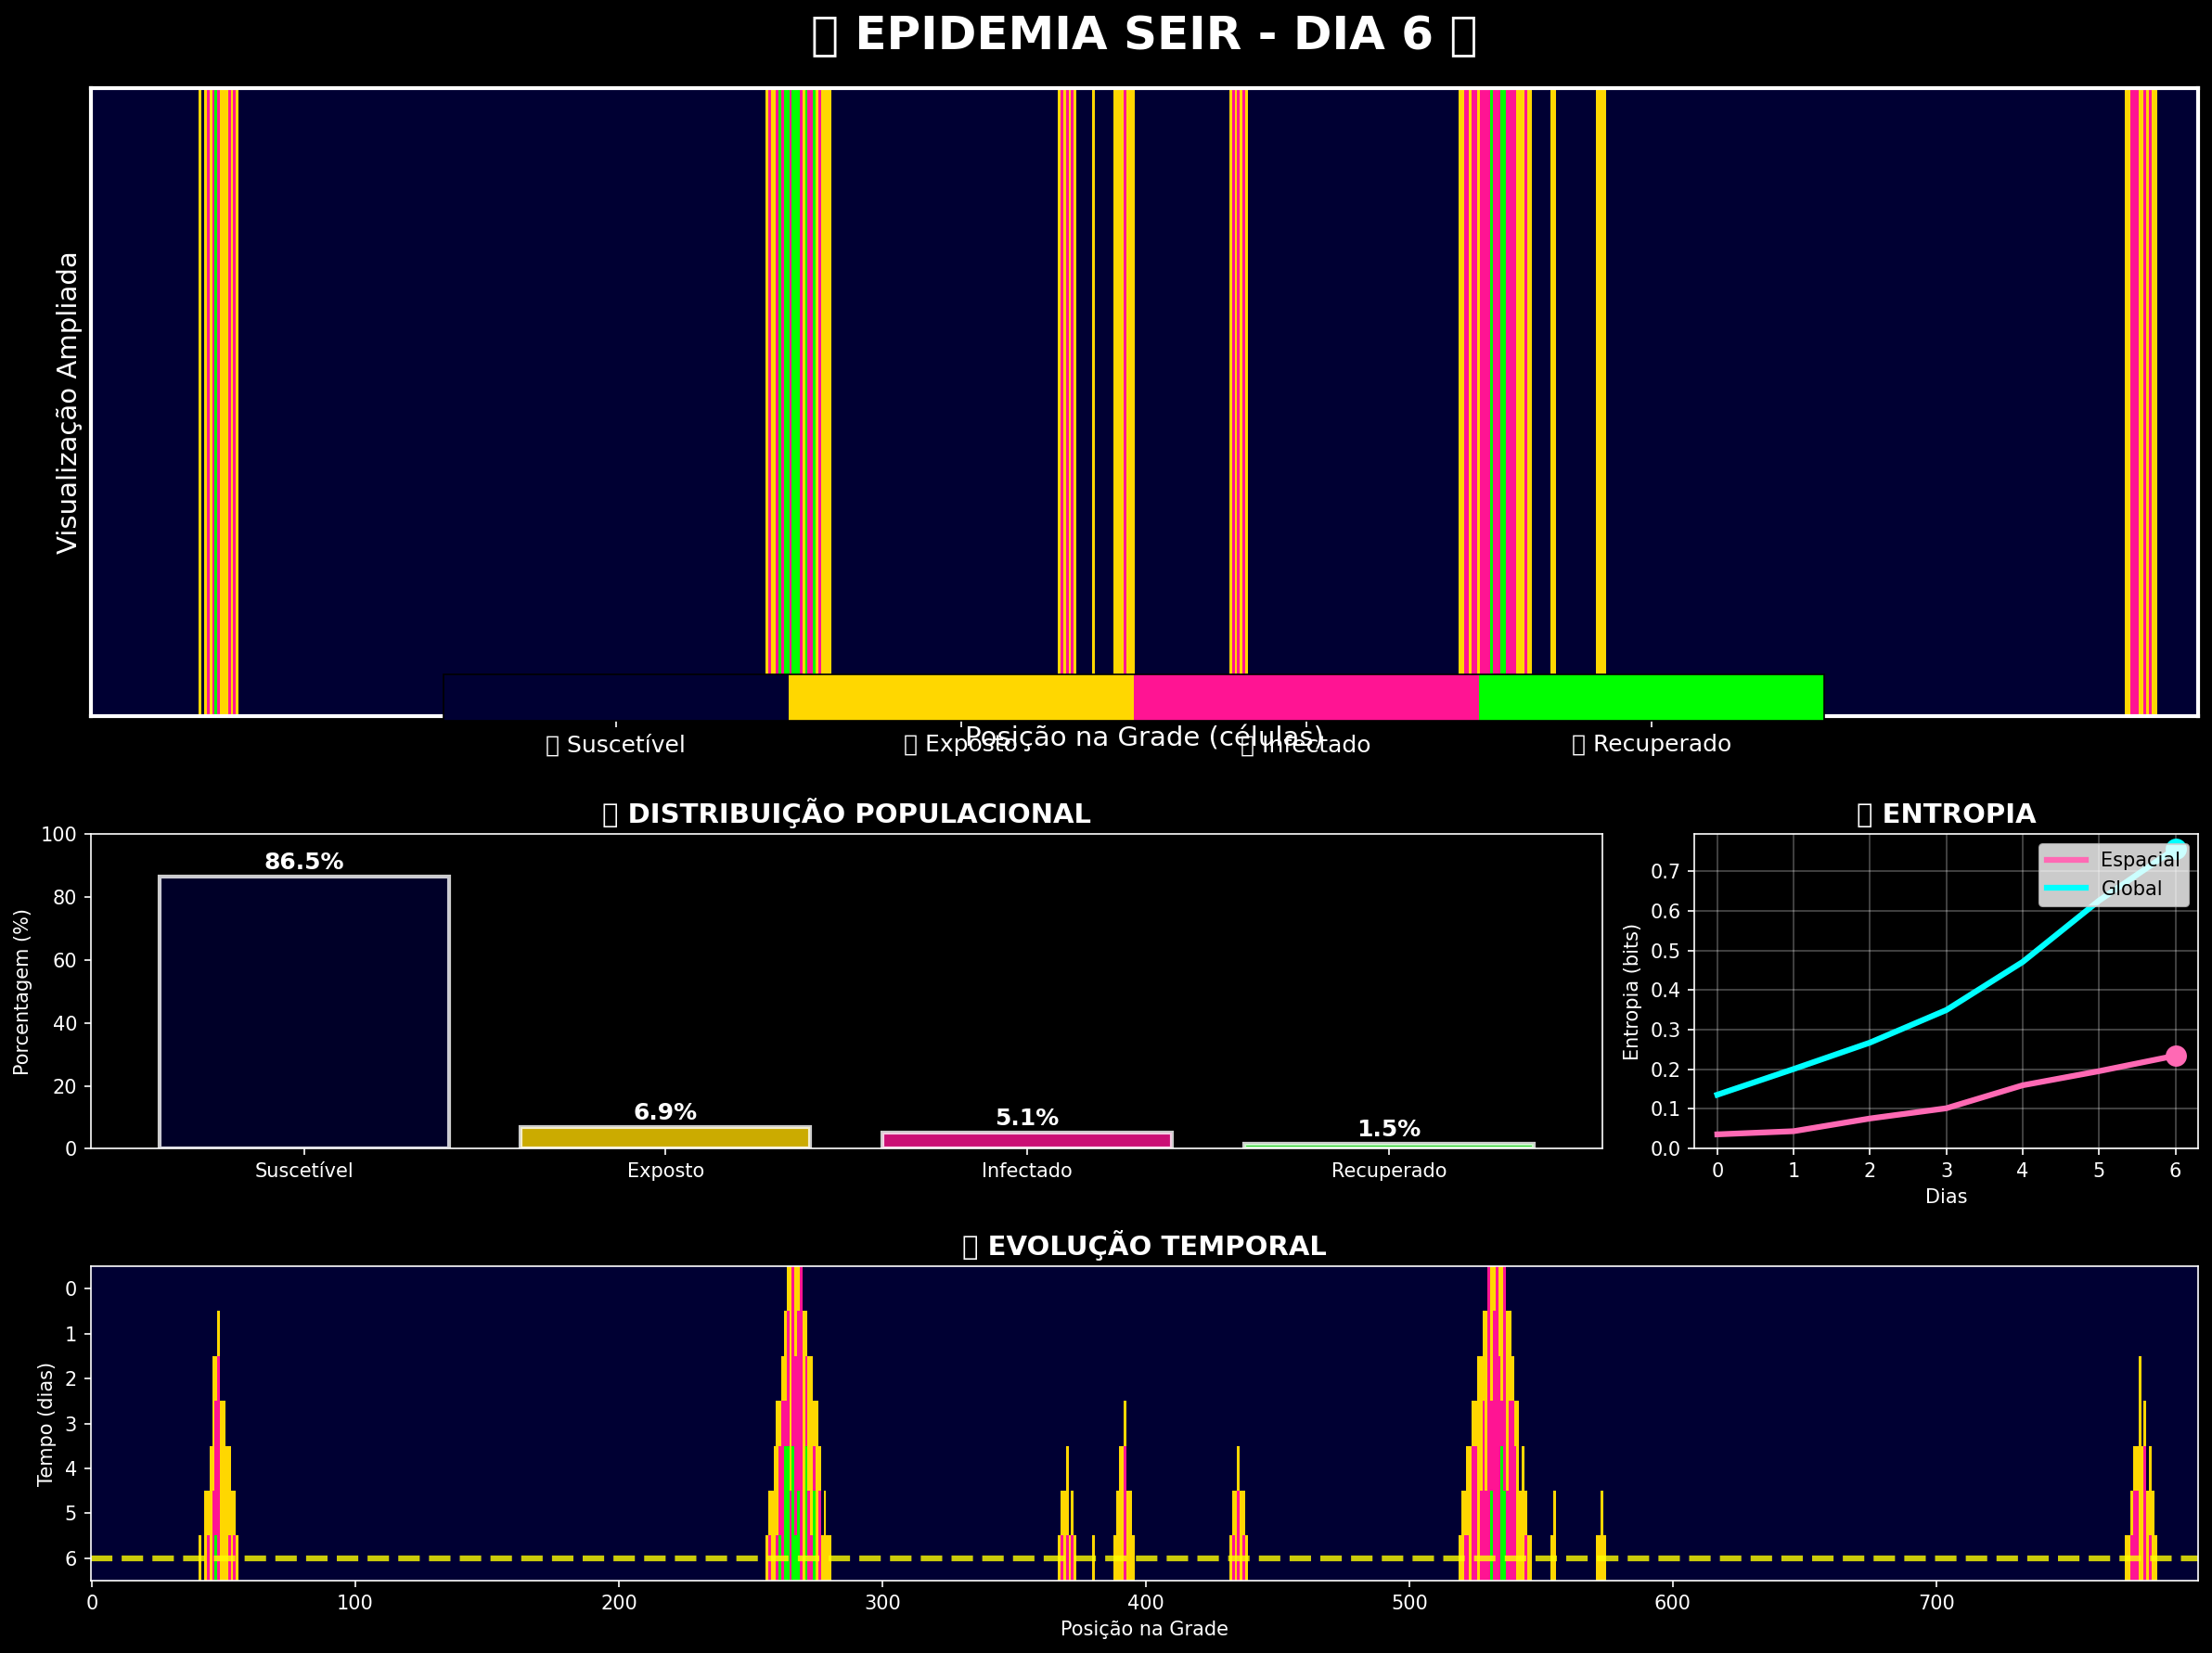 EPIDEMIA SEIR - DIA 6
Visualização Ampliada
Posição na Grade (células)
Suscetível
Exposto
Infectado
Recuperado
DISTRIBUIÇÃO POPULACIONAL
Porcentagem (%)
100
80
60
40
20
0
86.5%
6.9%
5.1%
1.5%
Suscetível
Exposto
Infectado
Recuperado
ENTROPIA
Entropia (bits)
0.7
0.6
0.5
0.4
0.3
0.2
0.1
0.0
Espacial
Global
0 1 2 3 4 5 6
Dias
EVOLUÇÃO TEMPORAL
Tempo (dias)
0
1
2
3
4
5
6
0 100 200 300 400 500 600 700
Posição na Grade